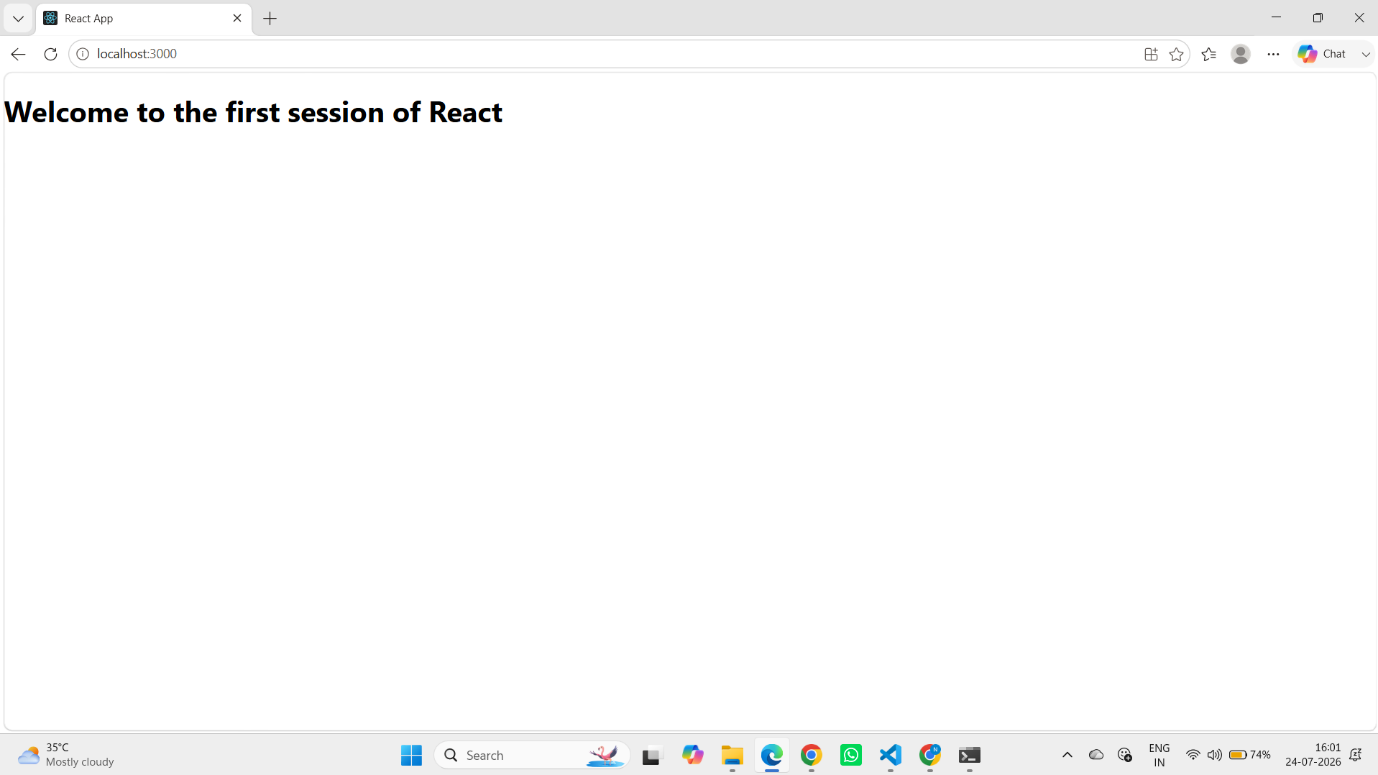 React App
localhost:3000
Chat
Welcome to the first session of React
35°C
Mostly cloudy
Search
ENG
IN
74%
16:01
24-07-2026